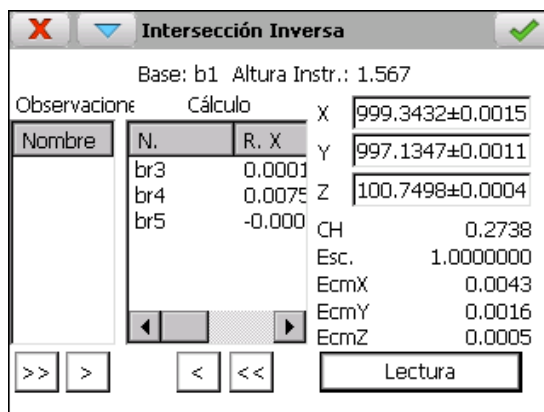 Intersección Inversa
Base: b1 Altura Instr.: 1.567
Observacione Cálculo
Nombre
N. R. X
br3 0.0001
br4 0.0075
br5 -0.000
X 999.3432±0.0015
Y 997.1347±0.0011
Z 100.7498±0.0004
CH 0.2738
Esc. 1.0000000
EcmX 0.0043
EcmY 0.0016
EcmZ 0.0005
>> > < << Lectura